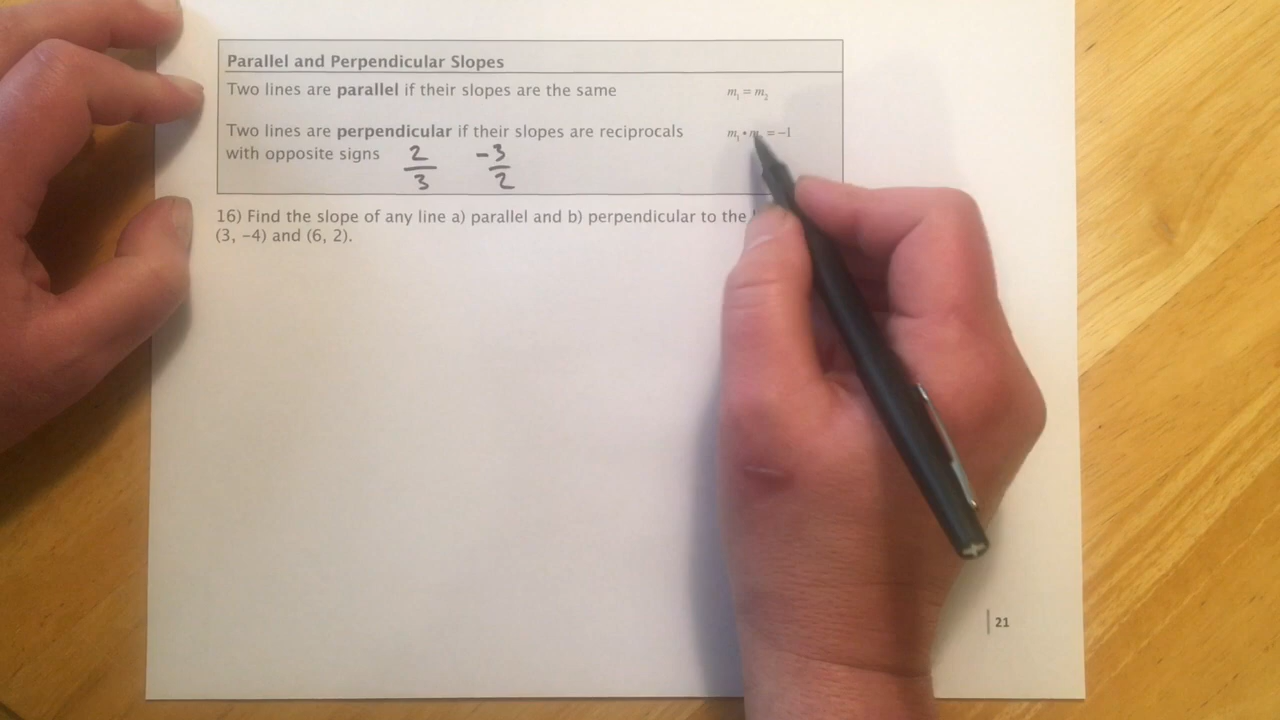 Parallel and Perpendicular Slopes
Two lines are parallel if their slopes are the same m₁ = m₂
Two lines are perpendicular if their slopes are reciprocals m₁ • = −1
with opposite signs 2/3 -3/2
16) Find the slope of any line a) parallel and b) perpendicular to the
(3, −4) and (6, 2).
21